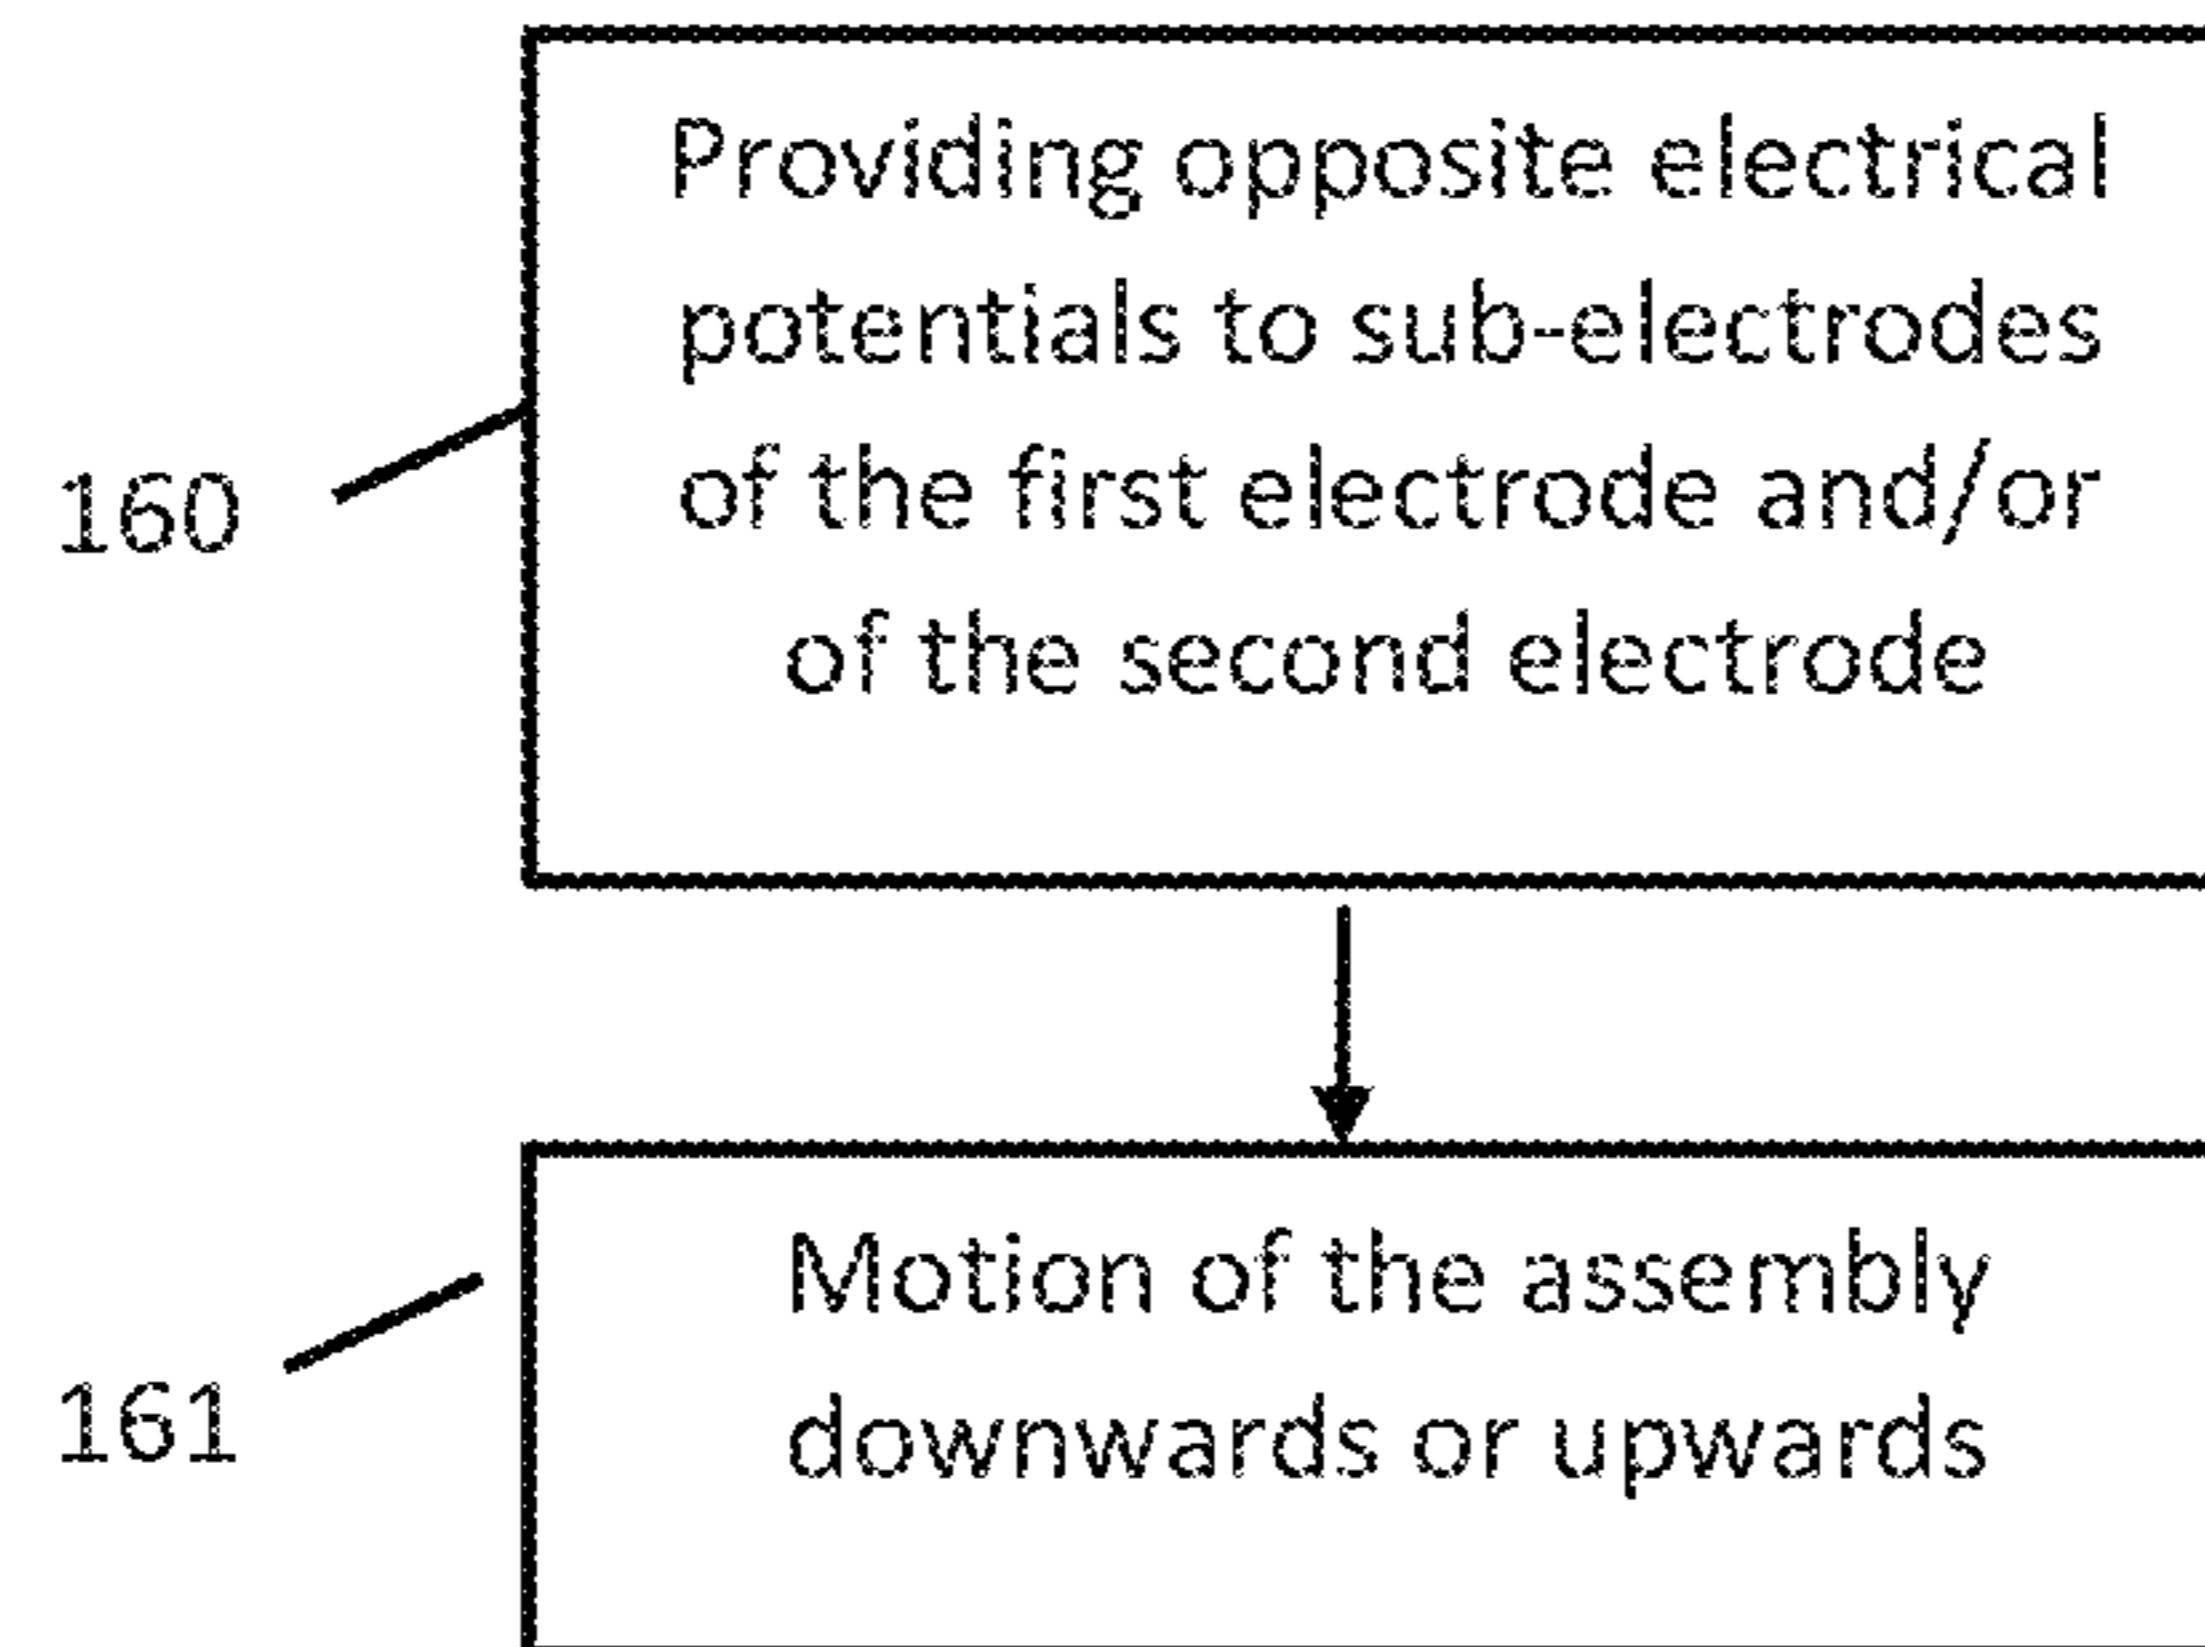 Providing opposite electrical
potentials to sub-electrodes
of the first electrode and/or
of the second electrode
160
Motion of the assembly
downwards or upwards
161